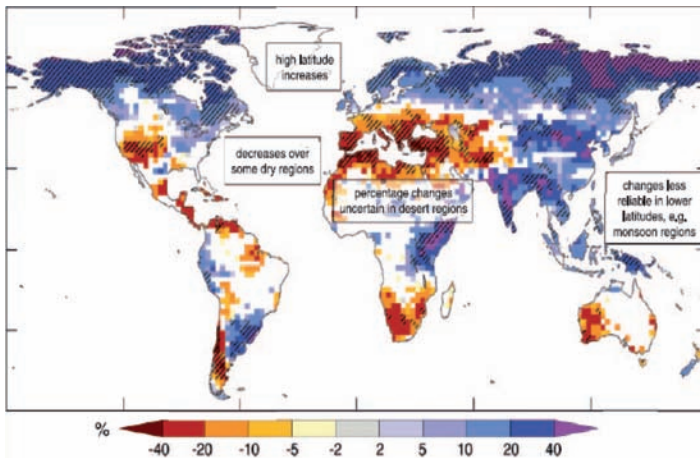 high latitude
increases
decreases over
some dry regions
percentage changes
uncertain in desert regions
changes less
reliable in lower
latitudes, e.g.
monsoon regions
%
-40 -20 -10 -5 -2 2 5 10 20 40